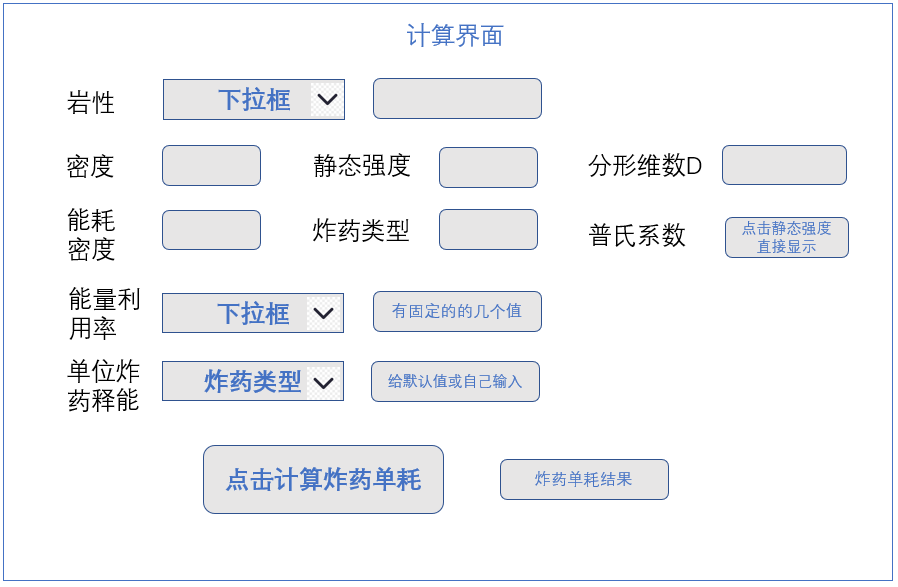 计算界面
岩性
下拉框
密度
静态强度
分形维数D
能耗
密度
炸药类型
普氏系数
点击静态强度
直接显示
能量利
用率
下拉框
有固定的的几个值
单位炸
药释能
炸药类型
给默认值或自己输入
点击计算炸药单耗
炸药单耗结果